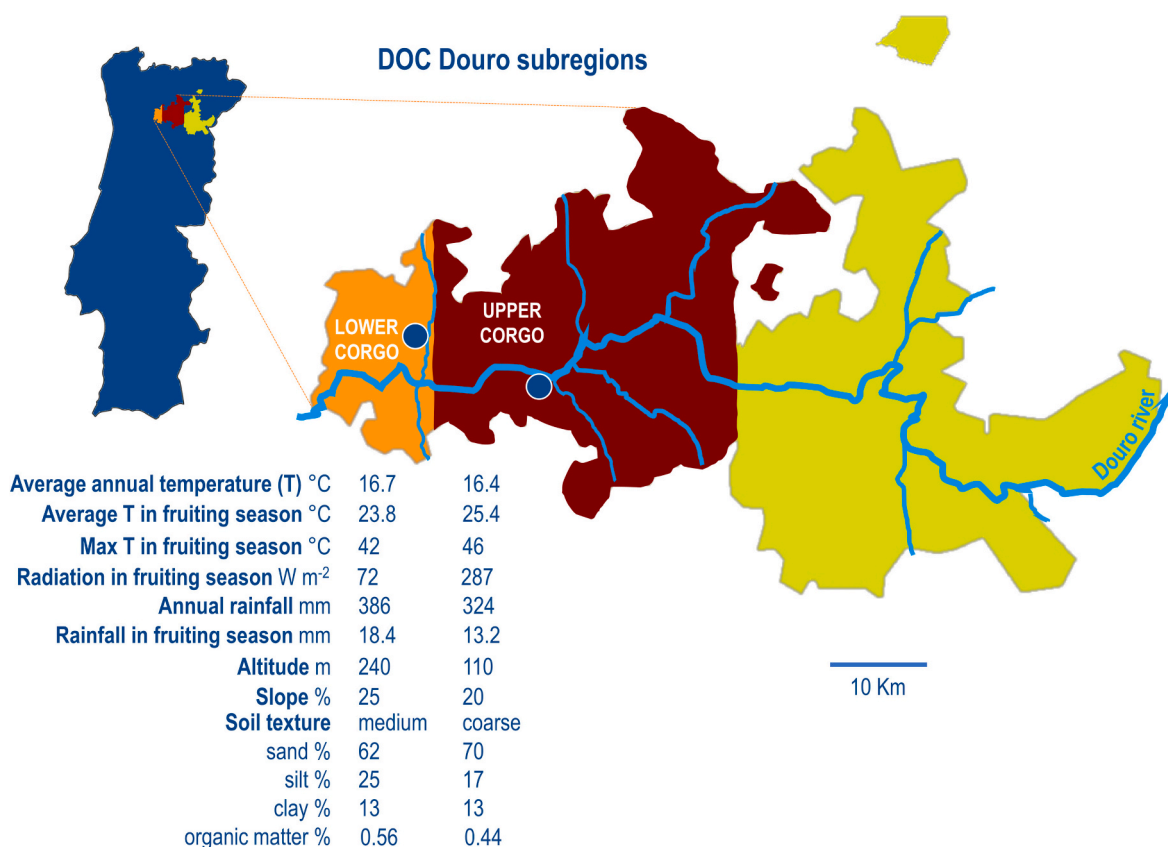 DOC Douro subregions
LOWER
CORGO
UPPER
CORGO
Douro river
10 Km
Average annual temperature (T) °C 16.7 16.4
Average T in fruiting season °C 23.8 25.4
Max T in fruiting season °C 42 46
Radiation in fruiting season W m⁻² 72 287
Annual rainfall mm 386 324
Rainfall in fruiting season mm 18.4 13.2
Altitude m 240 110
Slope % 25 20
Soil texture medium coarse
sand % 62 70
silt % 25 17
clay % 13 13
organic matter % 0.56 0.44